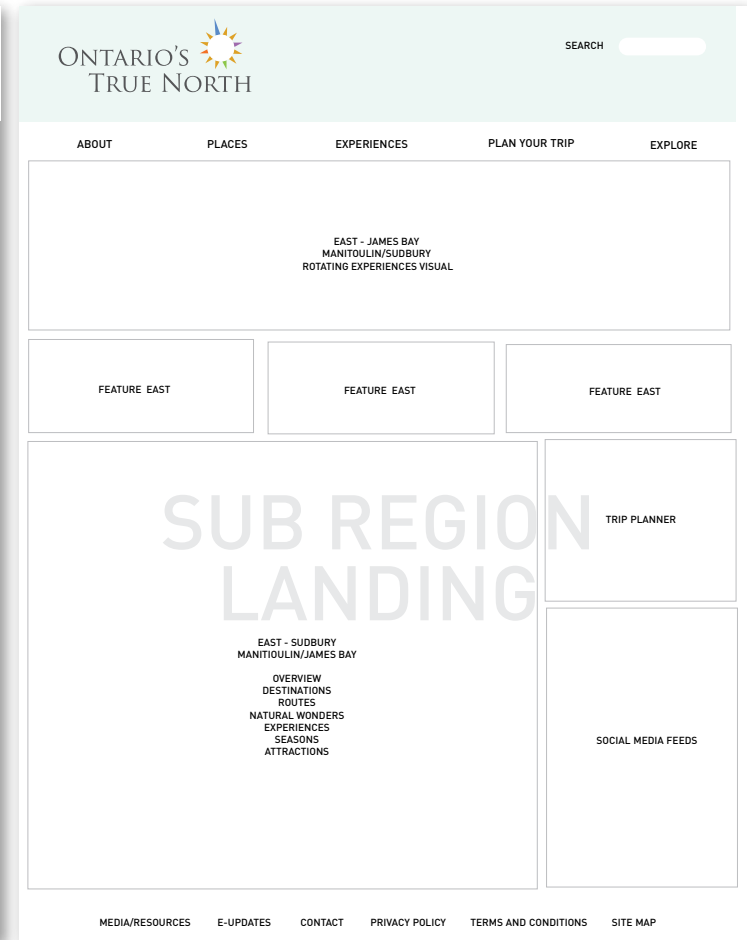 ONTARIO'S
TRUE NORTH
SEARCH
ABOUT PLACES EXPERIENCES PLAN YOUR TRIP EXPLORE
EAST - JAMES BAY
MANITOULIN/SUDBURY
ROTATING EXPERIENCES VISUAL
FEATURE EAST
FEATURE EAST
FEATURE EAST
SUB REGION
LANDING
EAST - SUDBURY
MANITIOULIN/JAMES BAY
OVERVIEW
DESTINATIONS
ROUTES
NATURAL WONDERS
EXPERIENCES
SEASONS
ATTRACTIONS
TRIP PLANNER
SOCIAL MEDIA FEEDS
MEDIA/RESOURCES E-UPDATES CONTACT PRIVACY POLICY TERMS AND CONDITIONS SITE MAP